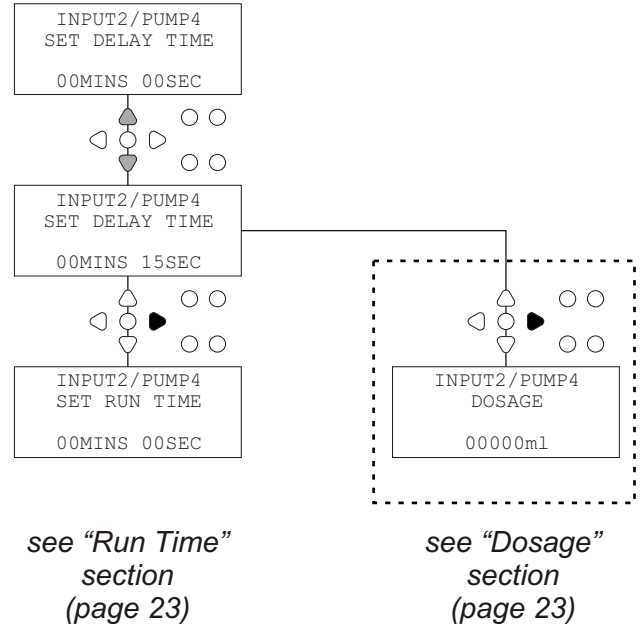 INPUT2/PUMP4
SET DELAY TIME
00MINS 00SEC
INPUT2/PUMP4
SET DELAY TIME
00MINS 15SEC
INPUT2/PUMP4
SET RUN TIME
00MINS 00SEC
see “Run Time”
section
(page 23)
INPUT2/PUMP4
DOSAGE
00000ml
see “Dosage”
section
(page 23)